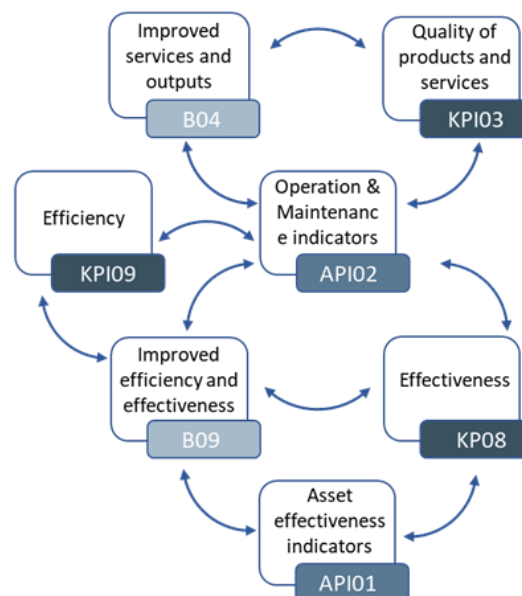 Improved
services and
outputs
B04
Quality of
products and
services
KPI03
Efficiency
KPI09
Operation &
Maintenanc
e indicators
API02
Improved
efficiency and
effectiveness
B09
Effectiveness
KP08
Asset
effectiveness
indicators
API01